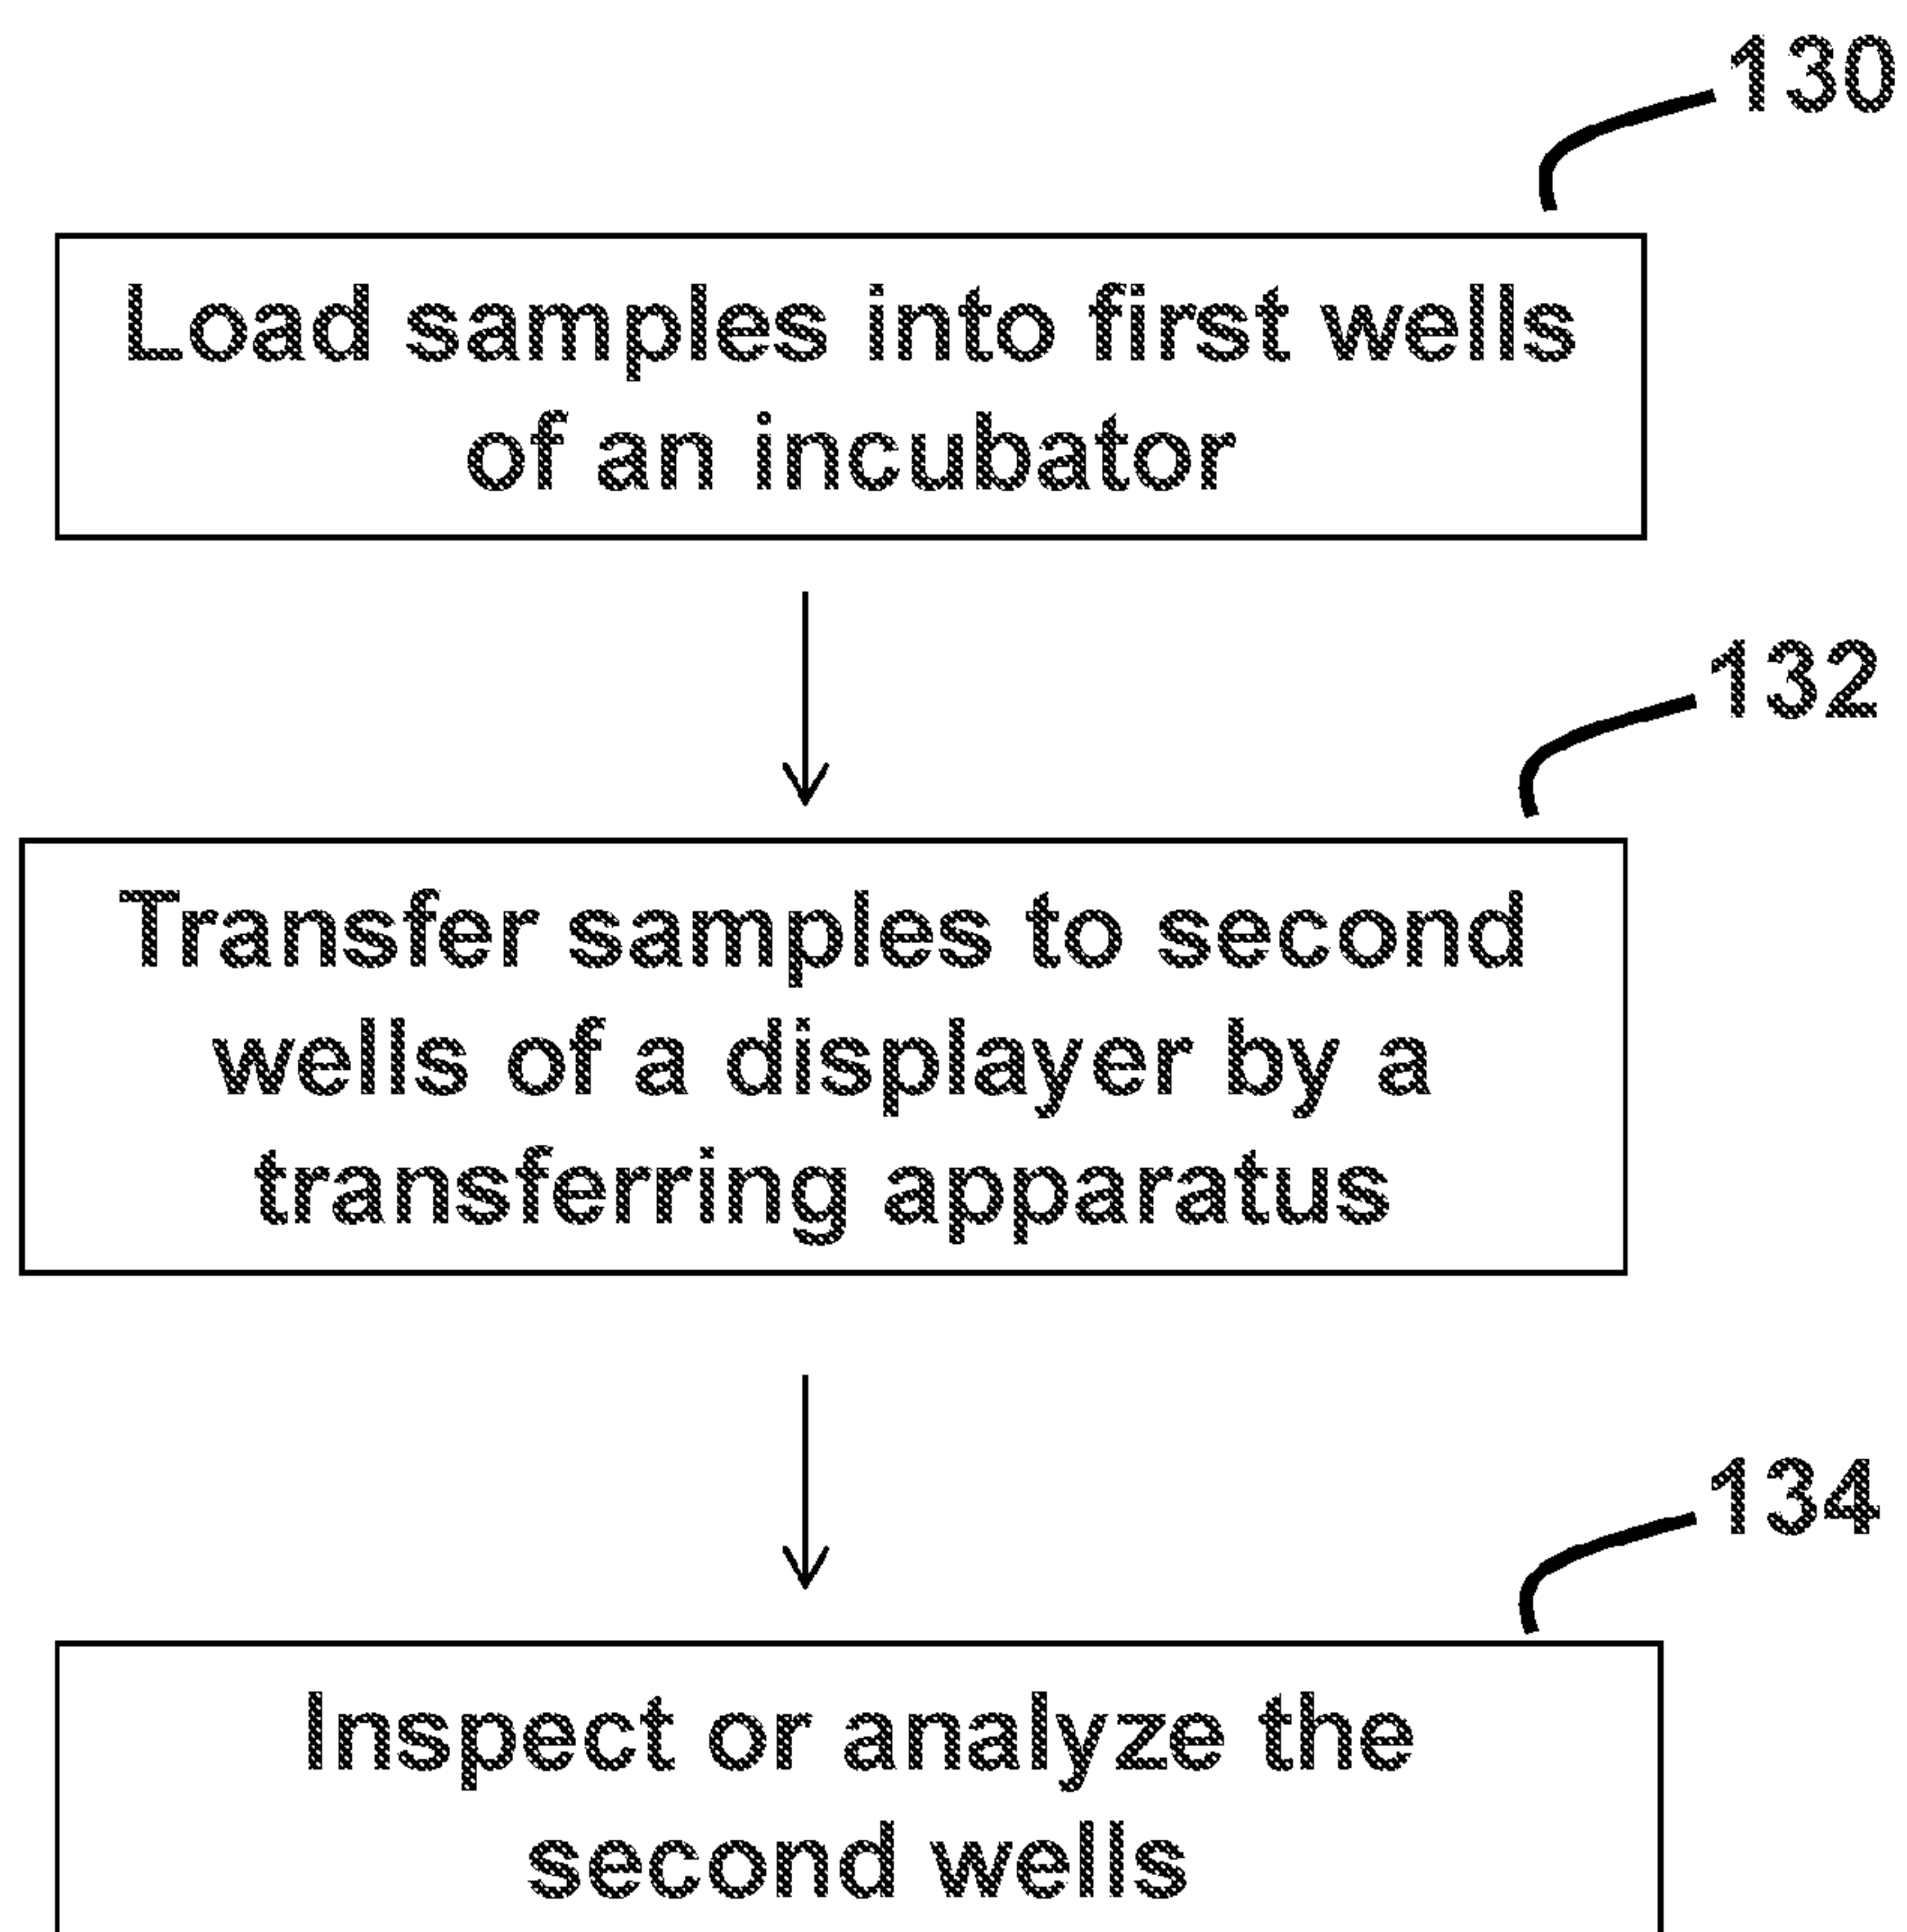 130
Load samples into first wells
of an incubator
132
Transfer samples to second
wells of a displayer by a
transferring apparatus
134
Inspect or analyze the
second wells